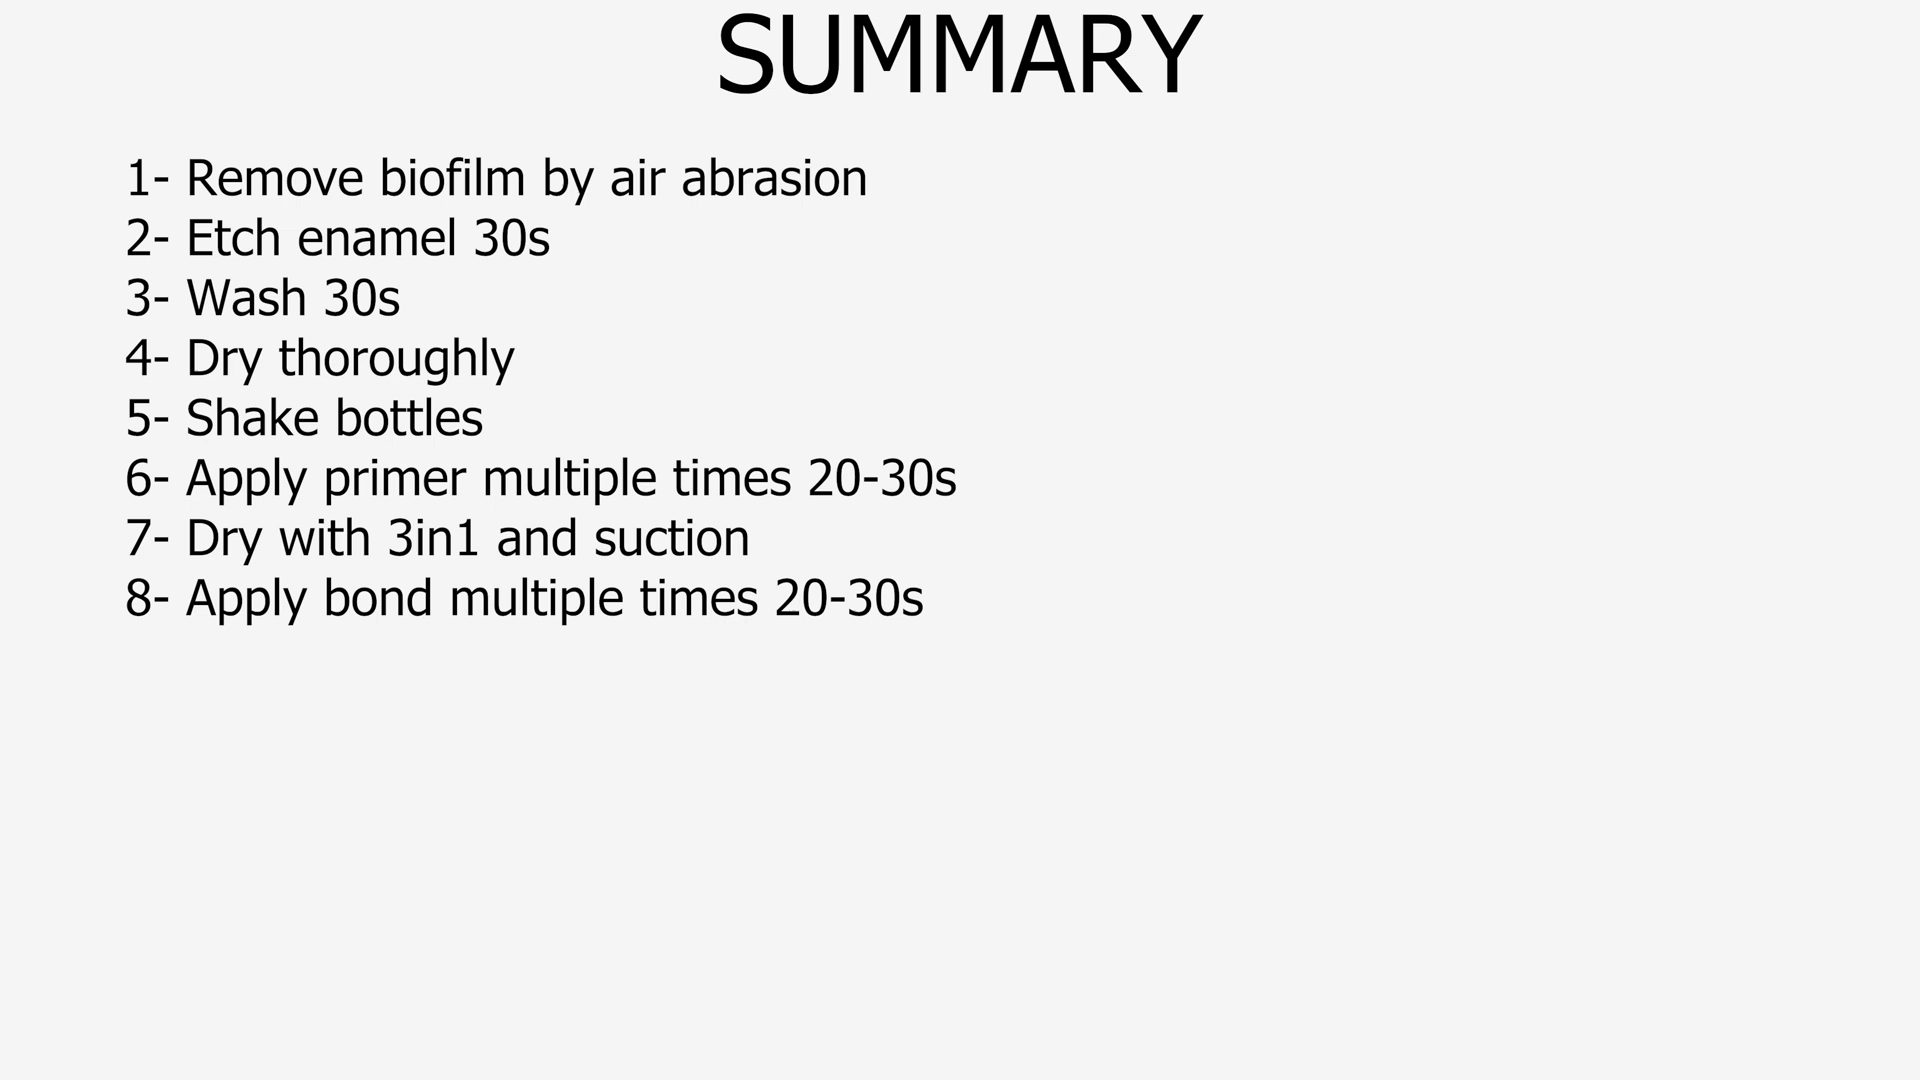 SUMMARY
1- Remove biofilm by air abrasion
2- Etch enamel 30s
3- Wash 30s
4- Dry thoroughly
5- Shake bottles
6- Apply primer multiple times 20-30s
7- Dry with 3in1 and suction
8- Apply bond multiple times 20-30s